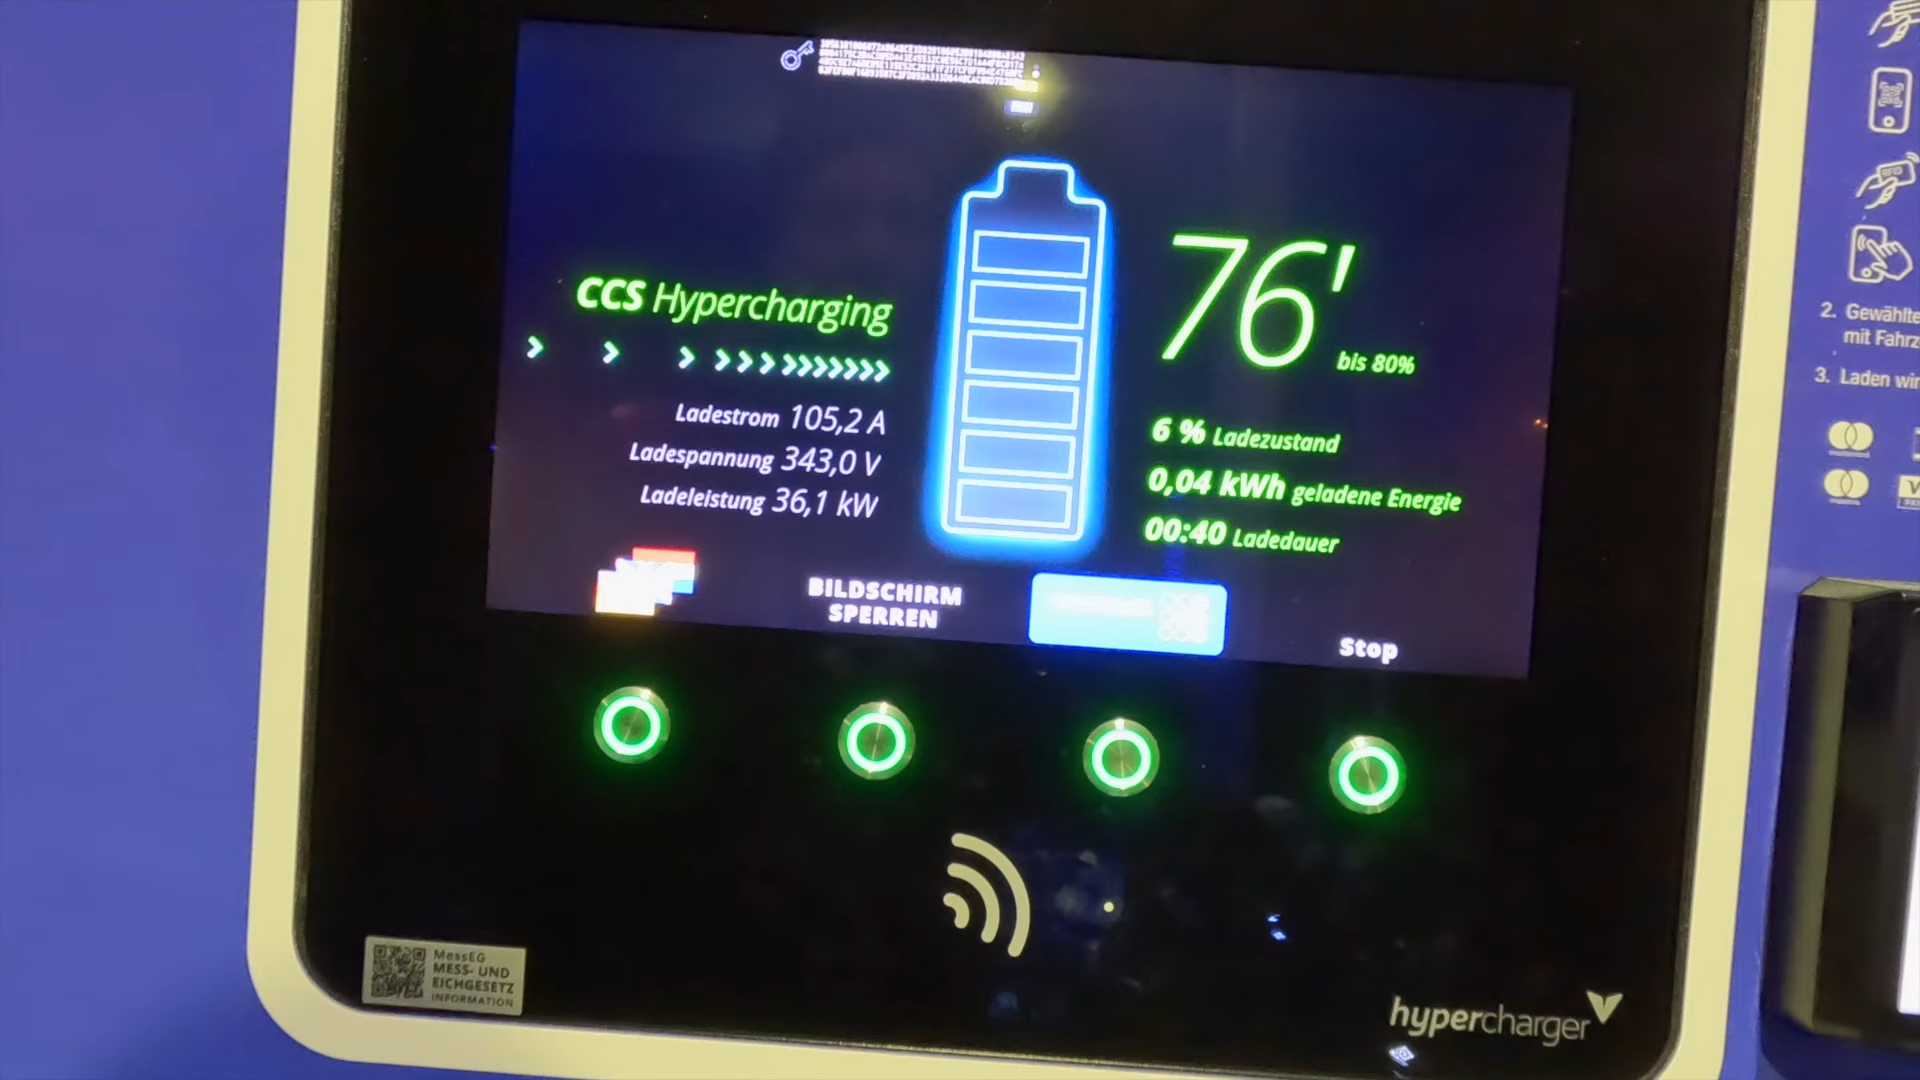 CCS Hypercharging
Ladestrom 105,2 A
Ladespannung 343,0 V
Ladeleistung 36,1 kW
76'
bis 80%
6 % Ladezustand
0,04 kWh geladene Energie
00:40 Ladedauer
BILDSCHIRM
SPERREN
Stop
MessEG
MESS- UND
EICHGESETZ
INFORMATION
hypercharger
2. Gewählte
mit Fahrz
3. Laden wir